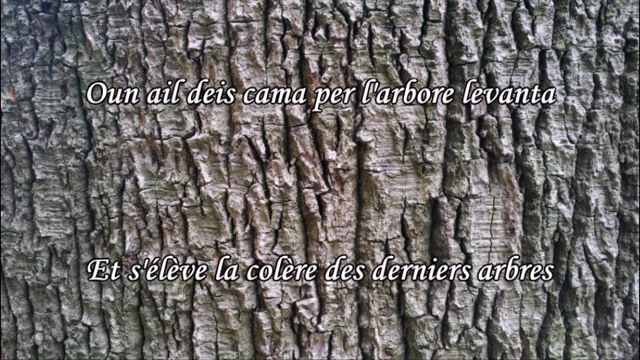 Oun ail deis cama per l'arbore levanta
Et s'élève la colère des derniers arbres